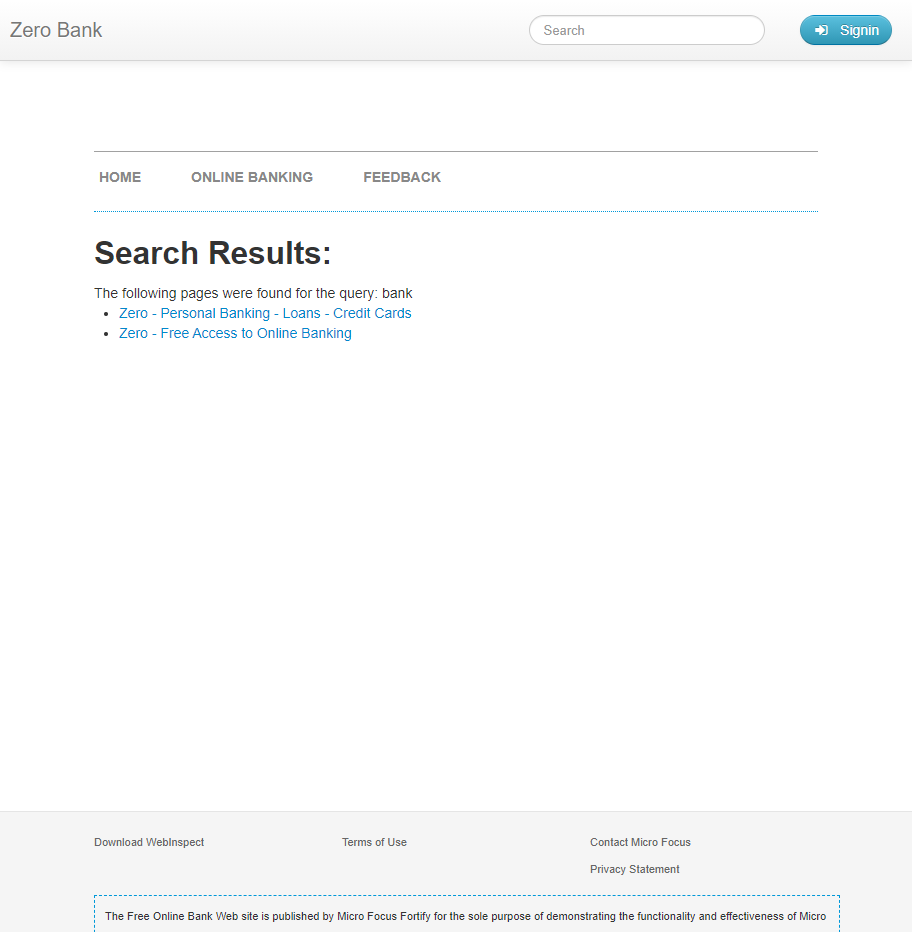 Zero Bank
Search
Signin
HOME
ONLINE BANKING
FEEDBACK
Search Results:
The following pages were found for the query: bank
Zero - Personal Banking - Loans - Credit Cards
Zero - Free Access to Online Banking
Download WebInspect
Terms of Use
Contact Micro Focus
Privacy Statement
The Free Online Bank Web site is published by Micro Focus Fortify for the sole purpose of demonstrating the functionality and effectiveness of Micro